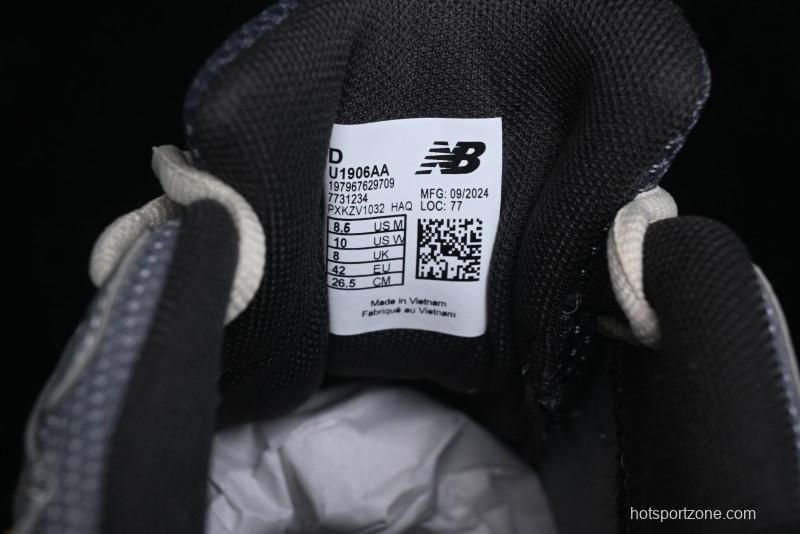 D
NB
U1906AA
197967629709
7731234
MFG: 09/2024
PXKZV1032 HAQ LOC: 77
8.5 US M
10 US W
8 UK
42 EU
26.5 CM
Made in Vietnam
Fabriqué au Vietnam
hotsportzone.com